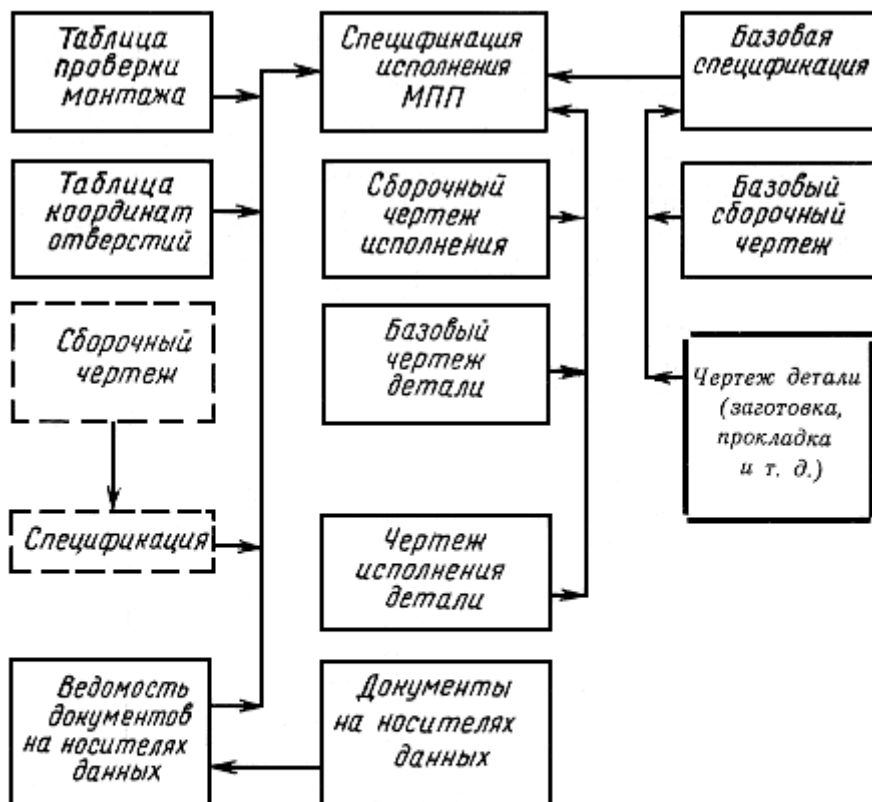 Таблица
проверки
монтажа
Спецификация
исполнения
МПП
Базовая
спецификация
Таблица
координат
отверстий
Сборочный
чертеж
исполнения
Базовый
сборочный
чертеж
Сборочный
чертеж
Базовый
чертеж
детали
Чертеж детали
(заготовка,
прокладка
и т. д.)
Спецификация
Чертеж
исполнения
детали
Ведомость
документов
на носителях
данных
Документы
на носителях
данных